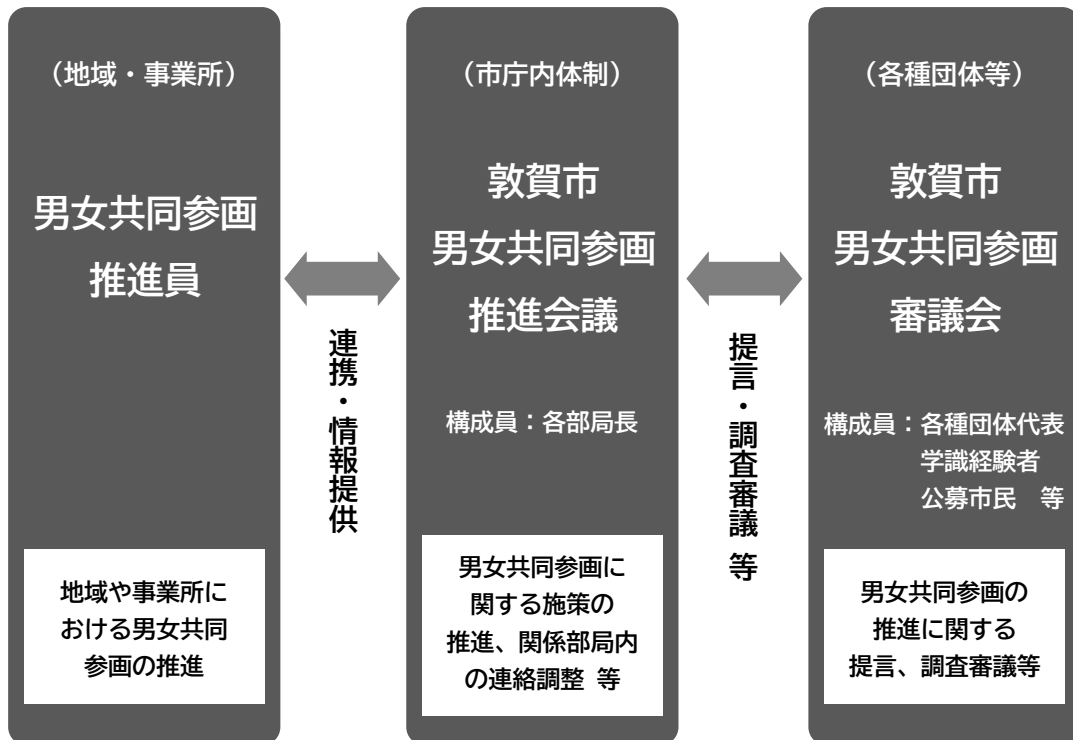 （地域・事業所）
男女共同参画
推進員
地域や事業所に
おける男女共同
参画の推進
連携・情報提供
（市庁内体制）
敦賀市
男女共同参画
推進会議
構成員：各部局長
男女共同参画に
関する施策の
推進、関係部局内
の連絡調整 等
提言・調査審議 等
（各種団体等）
敦賀市
男女共同参画
審議会
構成員：各種団体代表
学識経験者
公募市民　等
男女共同参画の
推進に関する
提言、調査審議等